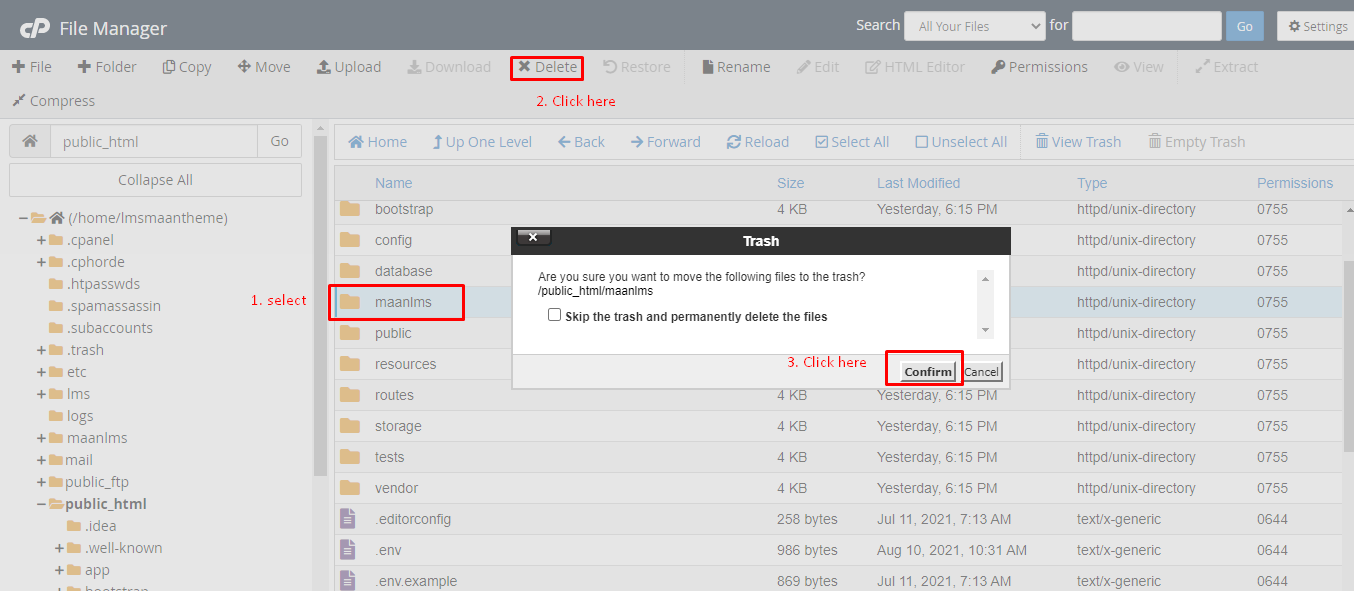 cP File Manager
Search All Your Files for Go Settings
File Folder Copy Move Upload Download Delete Restore Rename Edit HTML Editor Permissions View Extract
2. Click here
Compress
public_html Go
Home Up One Level Back Forward Reload Select All Unselect All View Trash Empty Trash
Collapse All
Name Size Last Modified Type Permissions
(/home/lmsmaantheme)
.cpanel
.cphorde
.htpasswds
.spamassassin
.subaccounts
.trash
etc
lms
logs
maanlms
mail
public_ftp
public_html
.idea
.well-known
app
bootstrap
1. select
bootstrap 4 KB Yesterday, 6:15 PM httpd/unix-directory 0755
config httpd/unix-directory 0755
database httpd/unix-directory 0755
maanlms httpd/unix-directory 0755
public httpd/unix-directory 0755
resources httpd/unix-directory 0755
routes 4 KB Yesterday, 6:15 PM httpd/unix-directory 0755
storage 4 KB Yesterday, 6:15 PM httpd/unix-directory 0755
tests 4 KB Yesterday, 6:15 PM httpd/unix-directory 0755
vendor 4 KB Yesterday, 6:15 PM httpd/unix-directory 0755
.editorconfig 258 bytes Jul 11, 2021, 7:13 AM text/x-generic 0644
.env 986 bytes Aug 10, 2021, 10:31 AM text/x-generic 0644
.env.example 869 bytes Jul 11, 2021, 7:13 AM text/x-generic 0644
Trash
Are you sure you want to move the following files to the trash?
/public_html/maanlms
Skip the trash and permanently delete the files
3. Click here
Confirm Cancel